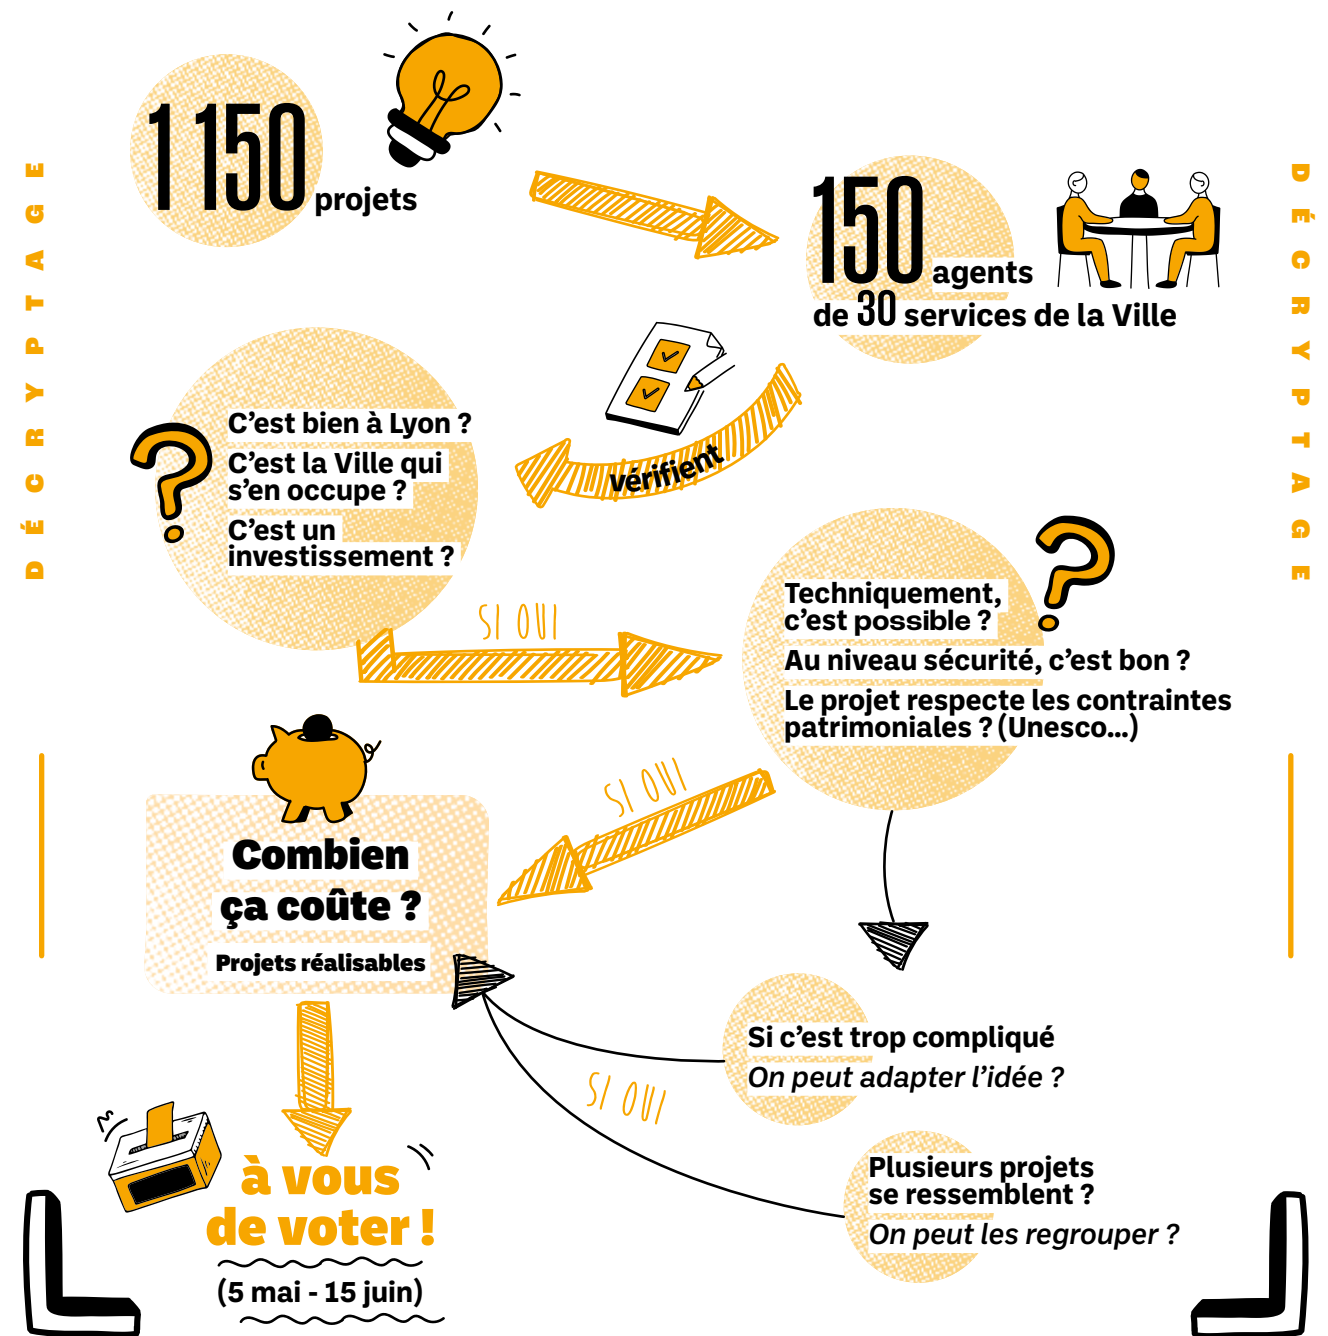 DÉCRYPTAGE
DÉCRYPTAGE
1 150 projets
150 agents
de 30 services de la Ville
Vérifient
C’est bien à Lyon ?
C’est la Ville qui
s’en occupe ?
C’est un
investissement ?
SI OUI
Techniquement,
c’est possible ?
Au niveau sécurité, c’est bon ?
Le projet respecte les contraintes
patrimoniales ? (Unesco...)
SI OUI
Combien
ça coûte ?
Projets réalisables
Si c’est trop compliqué
On peut adapter l’idée ?
SI OUI
Plusieurs projets
se ressemblent ?
On peut les regrouper ?
à vous
de voter !
(5 mai - 15 juin)